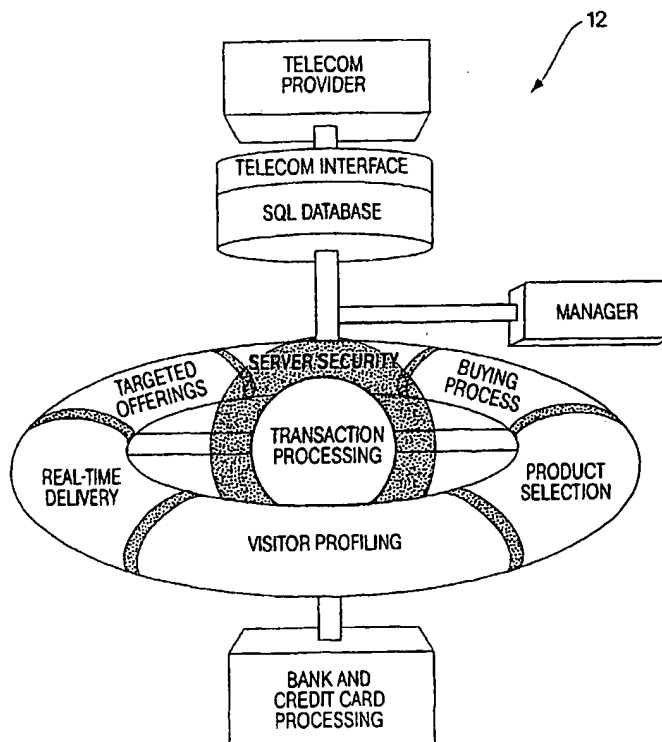 12
TELECOM
PROVIDER
TELECOM INTERFACE
SQL DATABASE
MANAGER
SERVER SECURITY
TARGETED
OFFERINGS
BUYING
PROCESS
TRANSACTION
PROCESSING
REAL-TIME
DELIVERY
PRODUCT
SELECTION
VISITOR PROFILING
BANK AND
CREDIT CARD
PROCESSING